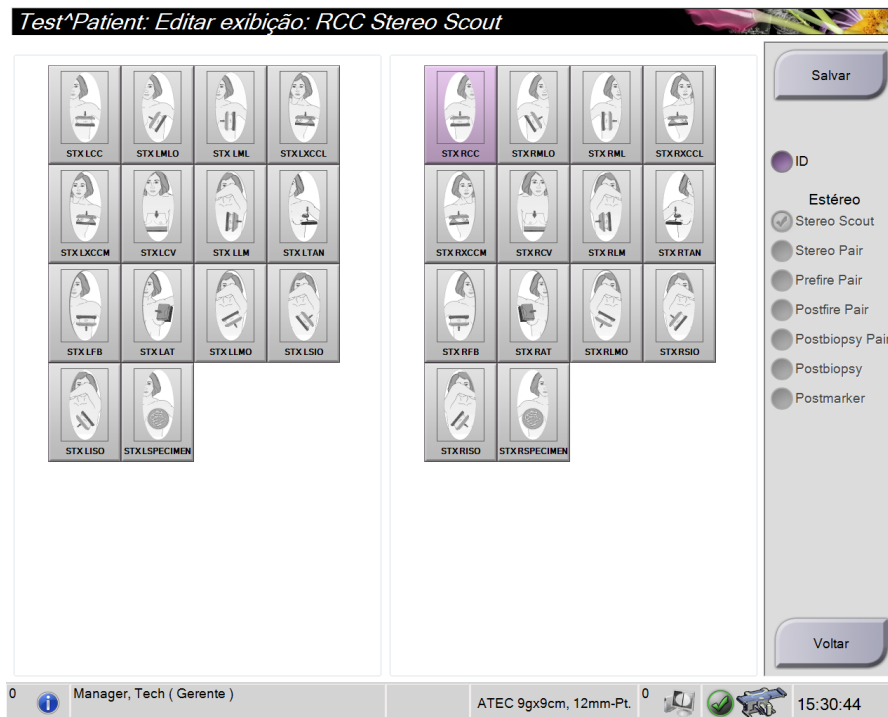 Test^Patient: Editar exibição: RCC Stereo Scout
STX LCC
STX LMLO
STX LML
STX LXCCL
STX LXCCM
STX LCV
STX LLM
STX LTAN
STX LFB
STX LAT
STX LLMO
STX LSIO
STX LISO
STX LSPECIMEN
STX RCC
STX RMLO
STX RML
STX RXCCL
STX RXCCM
STX RCV
STX RLM
STX RTAN
STX RFB
STX RAT
STX RLMO
STX RSIO
STX RISO
STX RSPECIMEN
Salvar
ID
Estéreo
Stereo Scout
Stereo Pair
Prefire Pair
Postfire Pair
Postbiopsy Pair
Postbiopsy
Postmarker
Voltar
0
Manager, Tech ( Gerente )
ATEC 9gx9cm, 12mm-Pt.
0
15:30:44